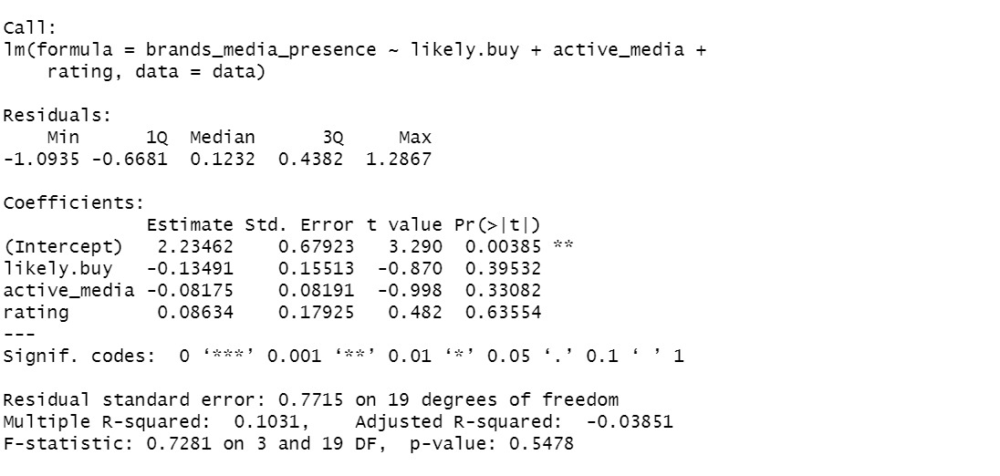 Call:
lm(formula = brands_media_presence ~ likely.buy + active_media +
    rating, data = data)
Residuals:
    Min      1Q  Median      3Q     Max
-1.0935 -0.6681  0.1232  0.4382  1.2867
Coefficients:
             Estimate Std. Error t value Pr(>|t|)
(Intercept)   2.23462    0.67923   3.290  0.00385 **
likely.buy   -0.13491    0.15513  -0.870  0.39532
active_media -0.08175    0.08191  -0.998  0.33082
rating        0.08634    0.17925   0.482  0.63554
---
Signif. codes:  0 ‘***’ 0.001 ‘**’ 0.01 ‘*’ 0.05 ‘.’ 0.1 ‘ ’ 1
Residual standard error: 0.7715 on 19 degrees of freedom
Multiple R-squared:  0.1031,    Adjusted R-squared:  -0.03851
F-statistic: 0.7281 on 3 and 19 DF,  p-value: 0.5478